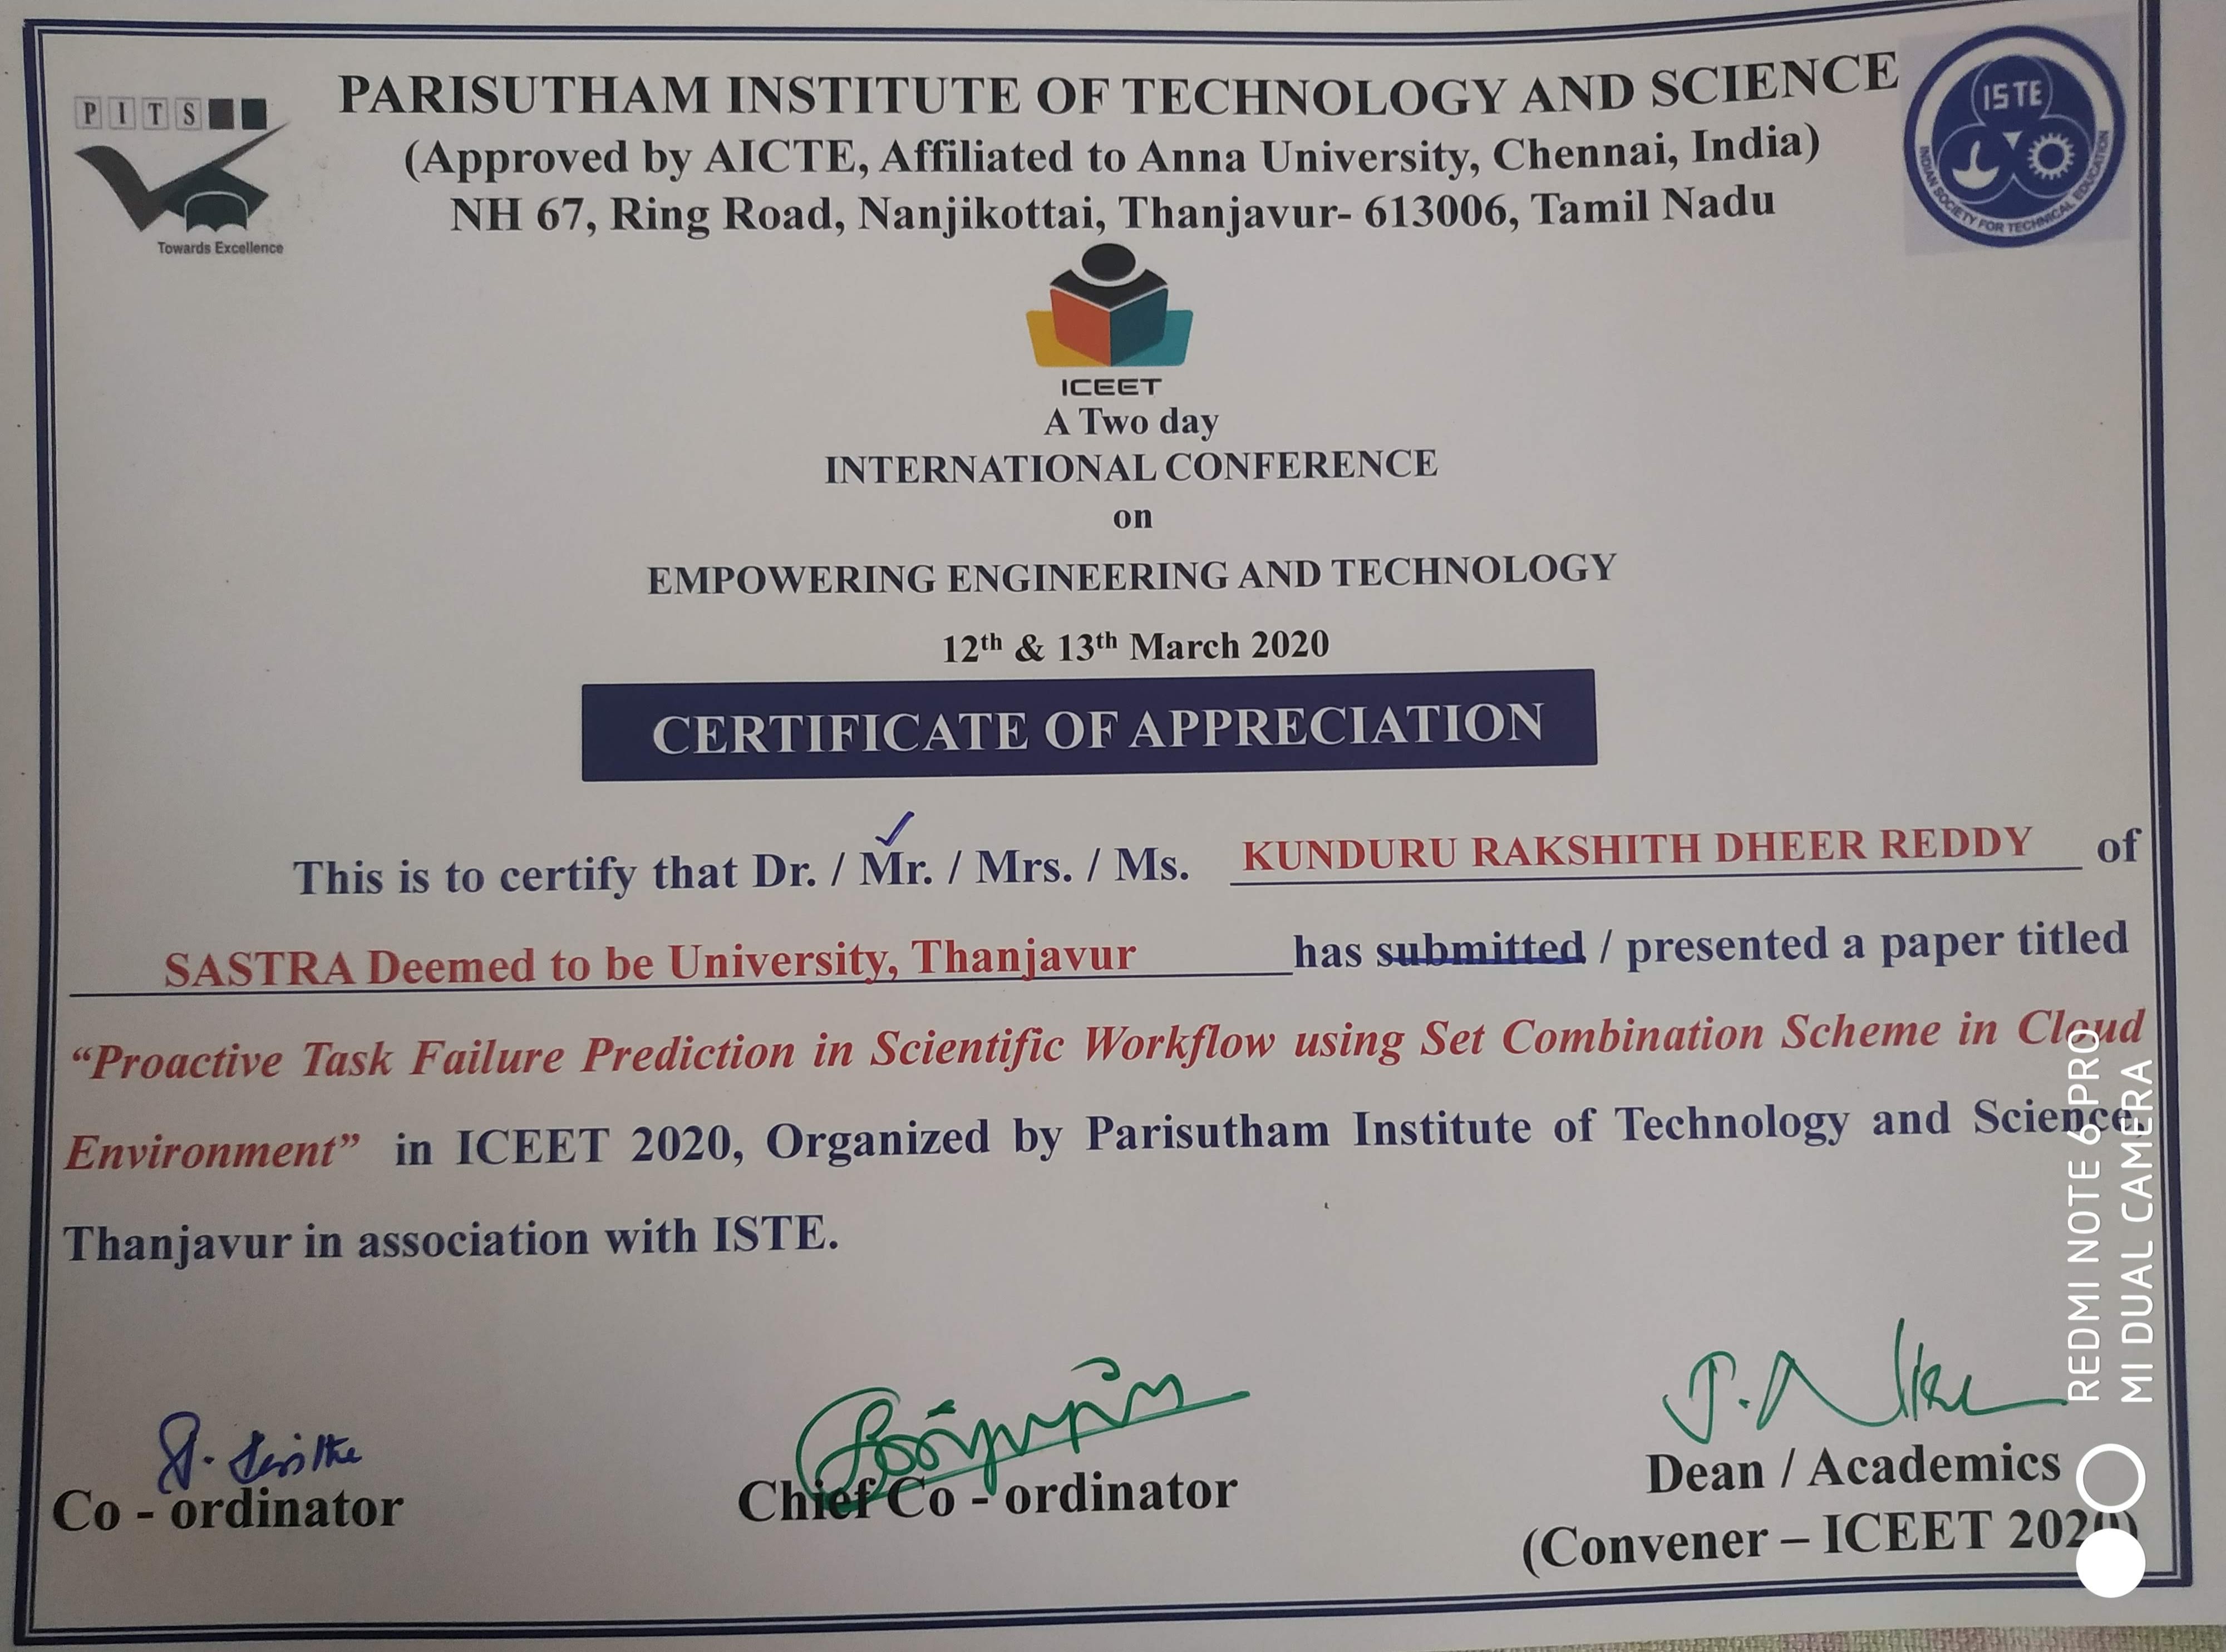 P I T S
Towards Excellence
PARISUTHAM INSTITUTE OF TECHNOLOGY AND SCIENCE
(Approved by AICTE, Affiliated to Anna University, Chennai, India)
NH 67, Ring Road, Nanjikottai, Thanjavur- 613006, Tamil Nadu
ISTE
INDIAN SOCIETY FOR TECHNICAL EDUCATION
ICEET
A Two day
INTERNATIONAL CONFERENCE
on
EMPOWERING ENGINEERING AND TECHNOLOGY
12th & 13th March 2020
CERTIFICATE OF APPRECIATION
This is to certify that Dr. / Mr. / Mrs. / Ms. KUNDURU RAKSHITH DHEER REDDY of
SASTRA Deemed to be University, Thanjavur has submitted / presented a paper titled
“Proactive Task Failure Prediction in Scientific Workflow using Set Combination Scheme in Cloud
Environment” in ICEET 2020, Organized by Parisutham Institute of Technology and Science,
Thanjavur in association with ISTE.
Co - ordinator
Chief Co - ordinator
Dean / Academics
(Convener – ICEET 2020)
REDMI NOTE 6 PRO
MI DUAL CAMERA